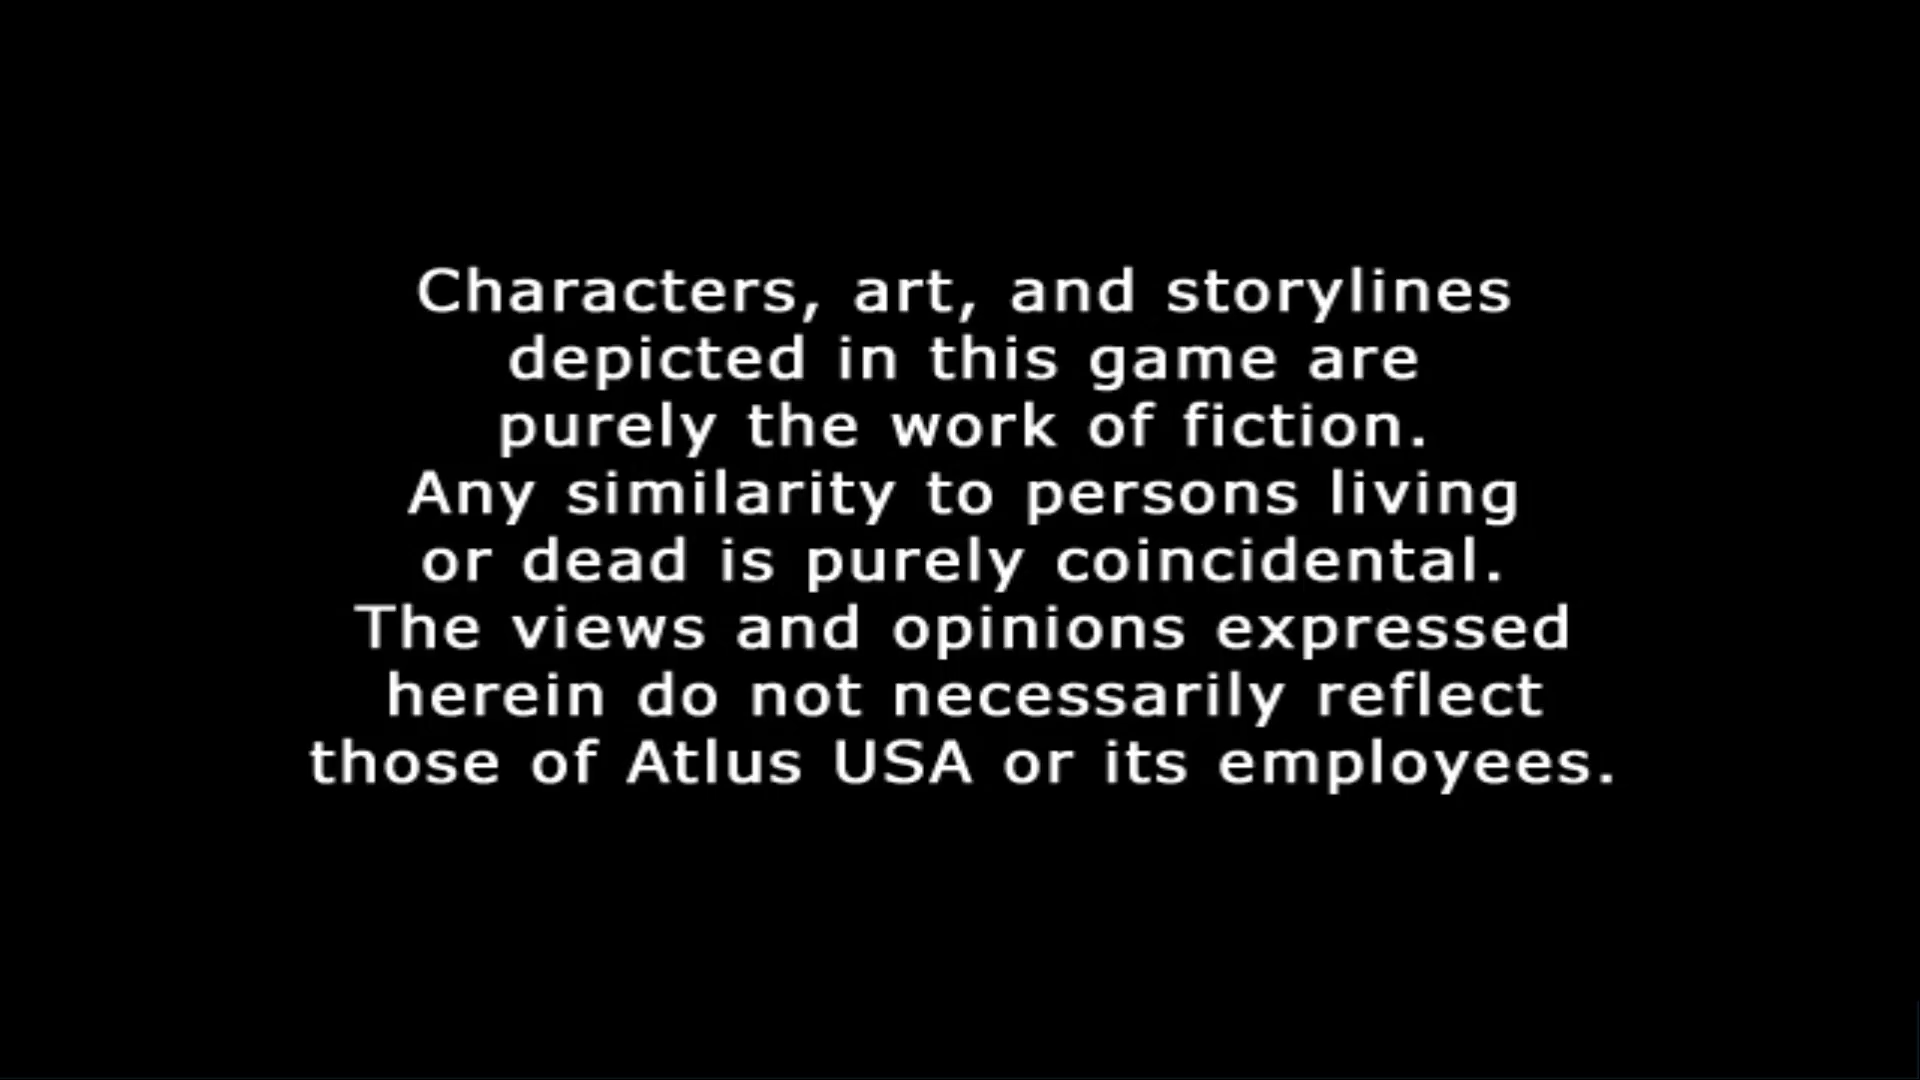 Characters, art, and storylines
depicted in this game are
purely the work of fiction.
Any similarity to persons living
or dead is purely coincidental.
The views and opinions expressed
herein do not necessarily reflect
those of Atlus USA or its employees.